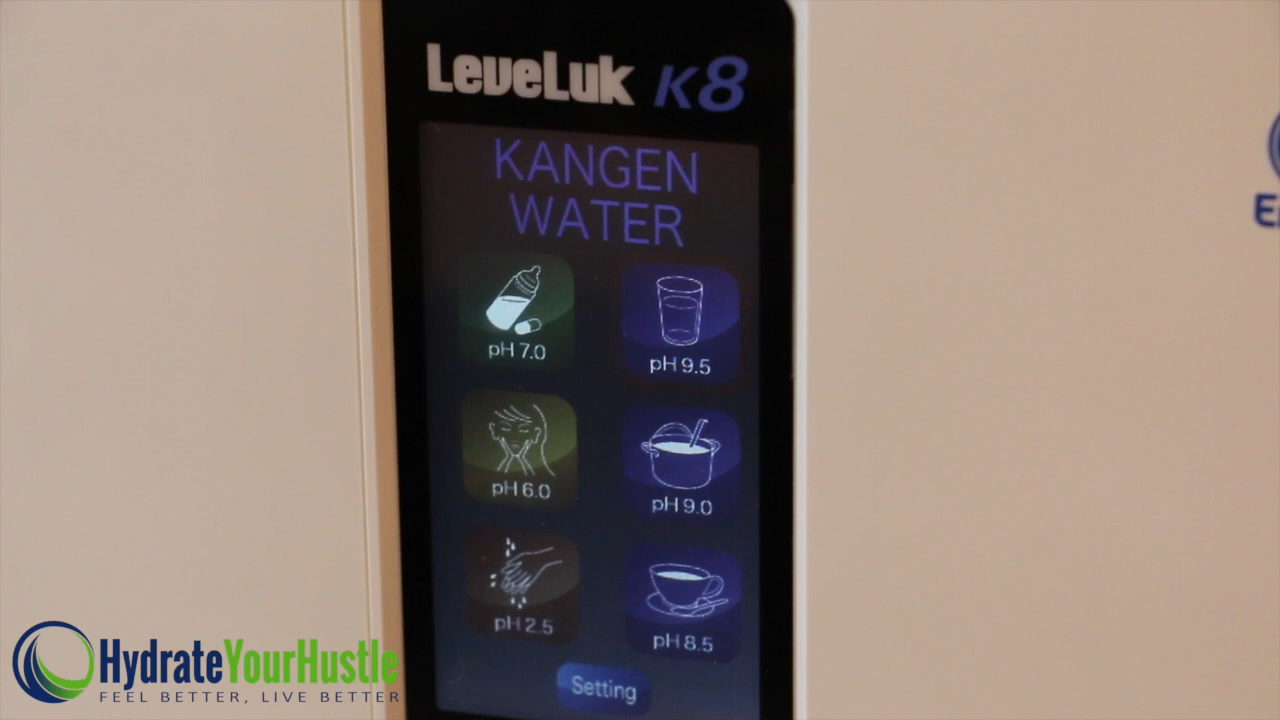 LeveLuk K8
KANGEN
WATER
pH 7.0
pH 9.5
pH 6.0
pH 9.0
pH 2.5
pH 8.5
Setting
HydrateYourHustle
FEEL BETTER, LIVE BETTER